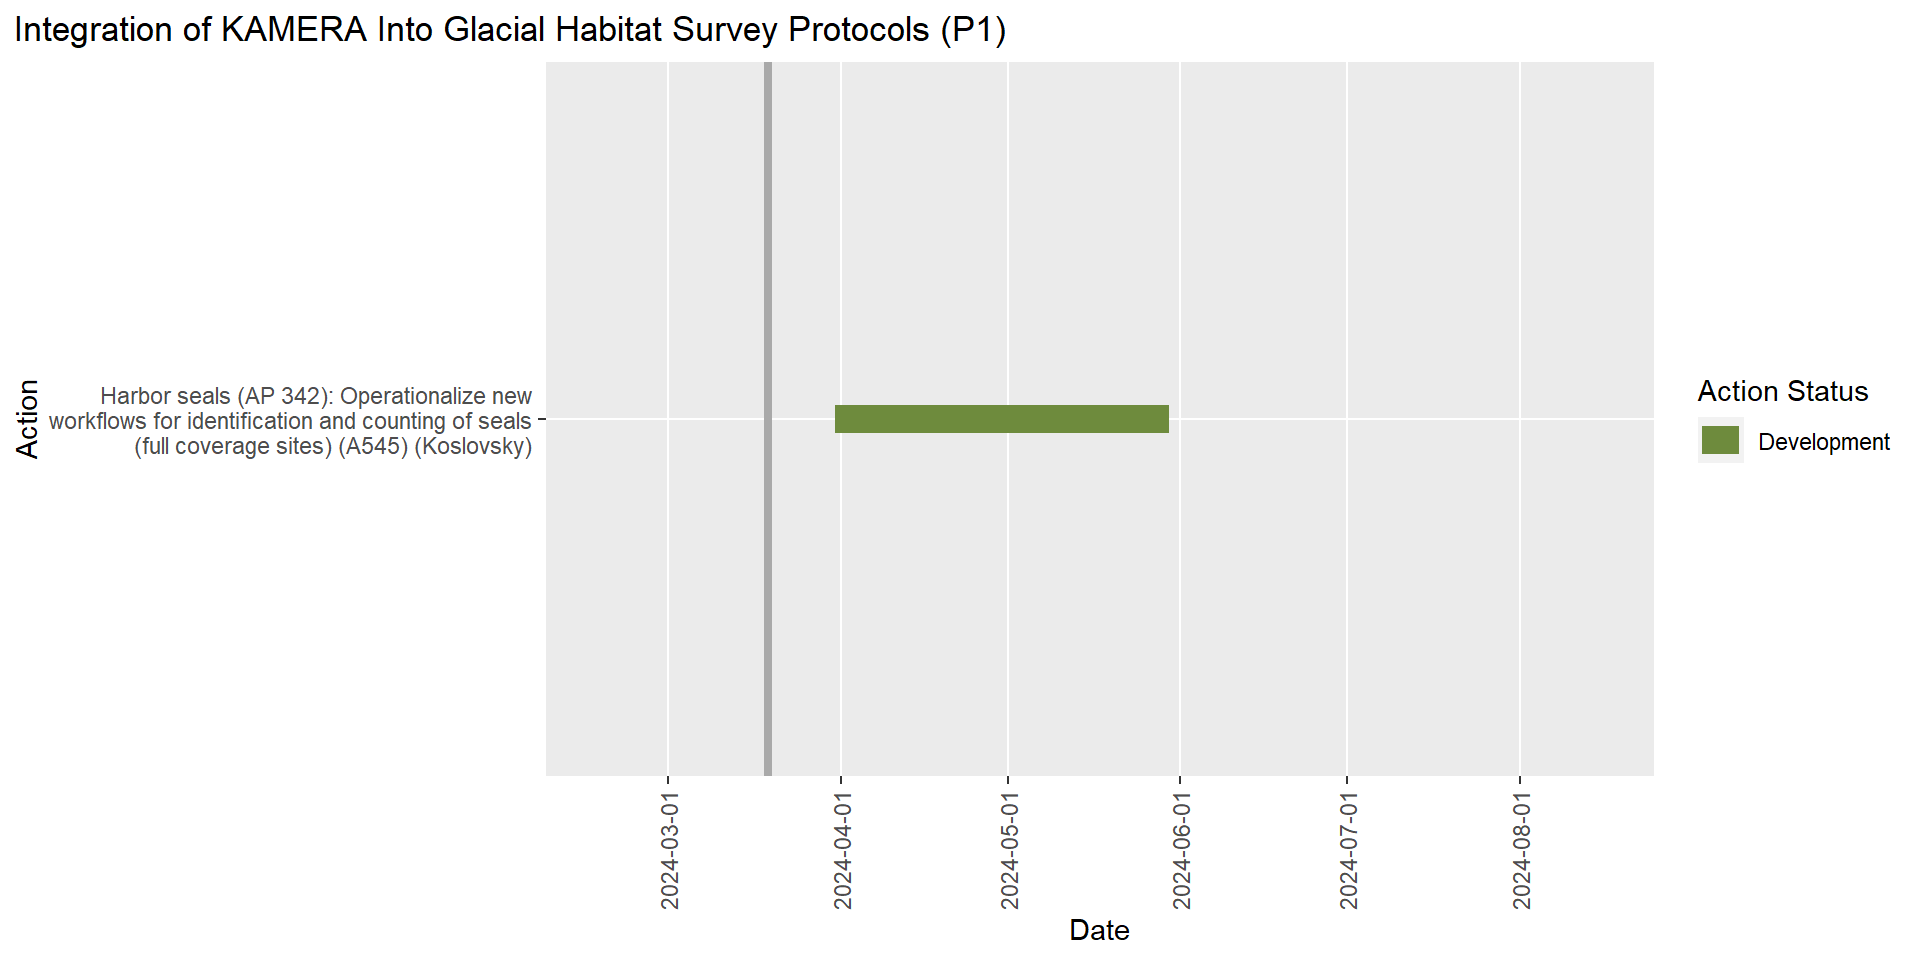 Integration of KAMERA Into Glacial Habitat Survey Protocols (P1)
Action
Harbor seals (AP 342): Operationalize new
workflows for identification and counting of seals
(full coverage sites) (A545) (Koslovsky)
Action Status
Development
2024-03-01
2024-04-01
2024-05-01
2024-06-01
2024-07-01
2024-08-01
Date